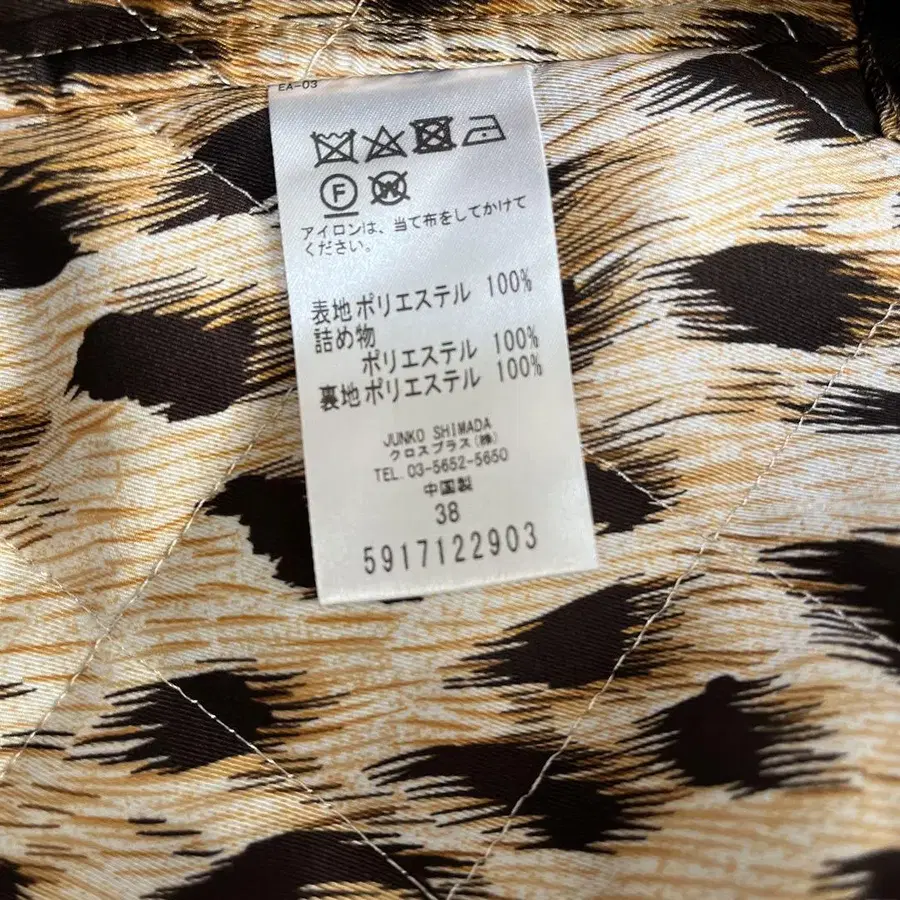 EA-03
F
W
アイロンは、当て布をしてかけて
ください。
表地ポリエステル 100%
詰め物
ポリエステル 100%
裏地ポリエステル 100%
JUNKO SHIMADA
クロスプラス(株)
TEL.03-5652-5650
中国製
38
5917122903